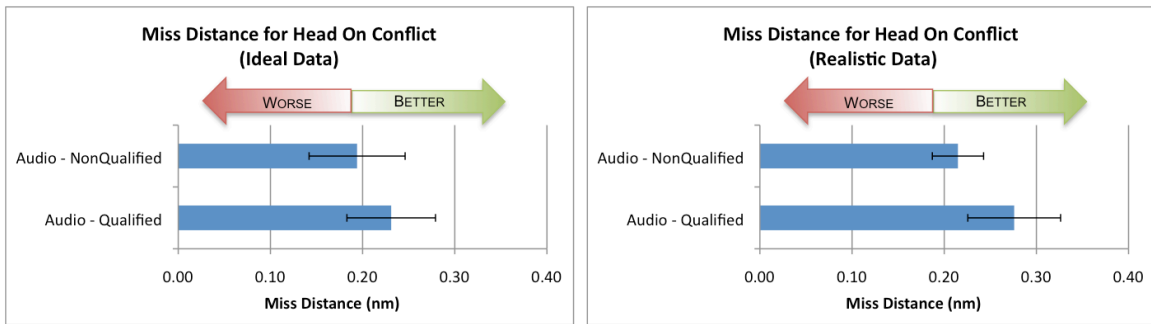 Miss Distance for Head On Conflict
(Ideal Data)
WORSE BETTER
Audio - NonQualified
Audio - Qualified
0.00 0.10 0.20 0.30 0.40
Miss Distance (nm)
Miss Distance for Head On Conflict
(Realistic Data)
WORSE BETTER
Audio - NonQualified
Audio - Qualified
0.00 0.10 0.20 0.30 0.40
Miss Distance (nm)